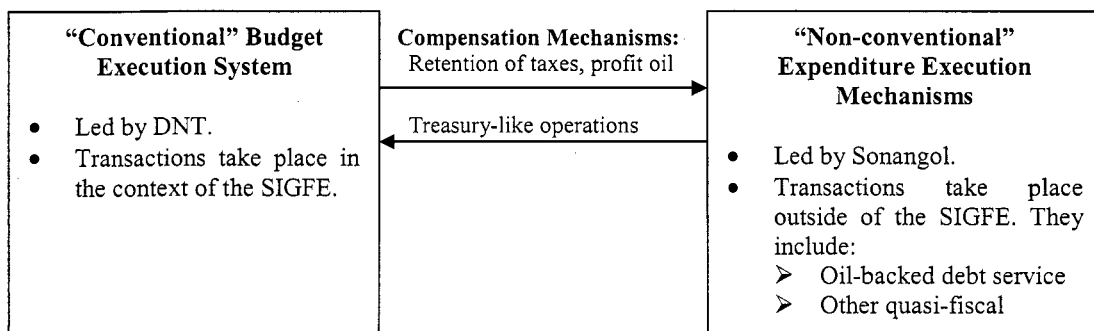 “Conventional” Budget
Execution System
• Led by DNT.
• Transactions take place in
the context of the SIGFE.
Compensation Mechanisms:
Retention of taxes, profit oil
Treasury-like operations
“Non-conventional”
Expenditure Execution
Mechanisms
• Led by Sonangol.
• Transactions take place
outside of the SIGFE. They
include:
➢ Oil-backed debt service
➢ Other quasi-fiscal